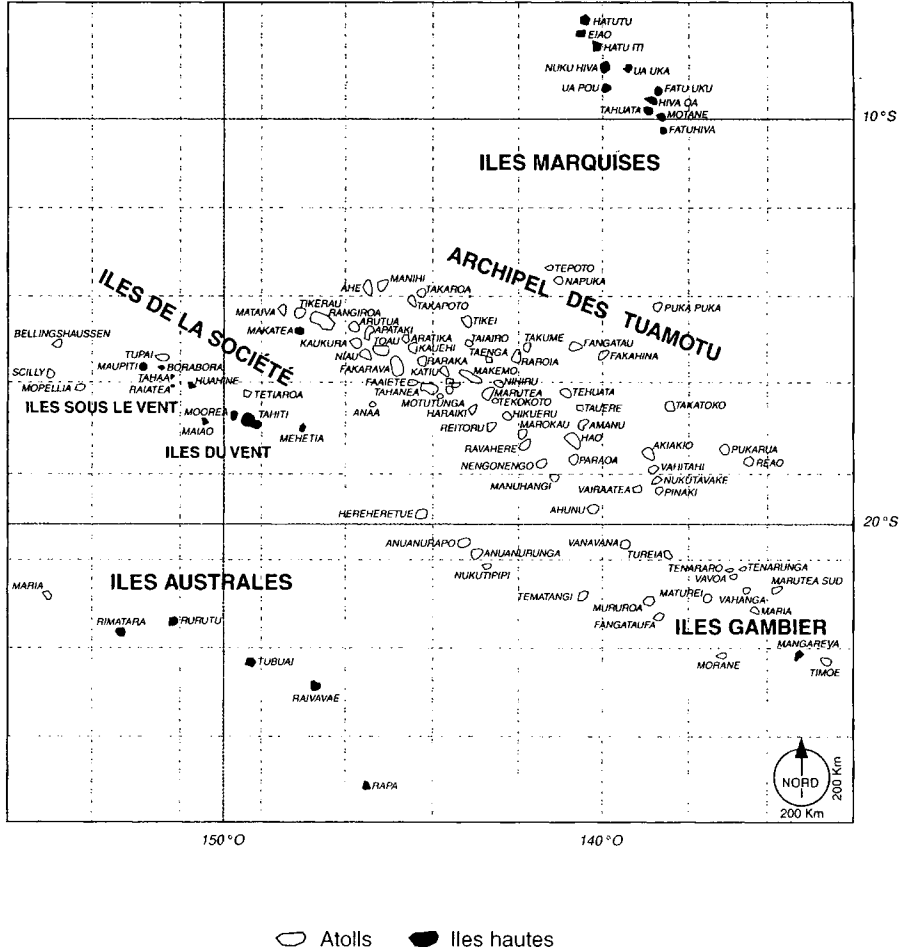 HATUTU
EIAO
HATU ITI
NUKU HIVA
UA UKA
UA POU
FATU UKU
HIVA OA
TAHUATA
MOTANE
FATUHIVA
10°S
ILES MARQUISES
ARCHIPEL DES TUAMOTU
ILES DE LA SOCIÉTÉ
TEPOTO
NAPUKA
MANIHI
AHE
TAKAROA
TAKAPOTO
PUKA PUKA
MATAIVA
TIKERAU
RANGIROA
TIKEI
MAKATEA
ARUTUA
APATAKI
KAUKURA
TOAU
ARATIKA
KAUEHI
TAIAIRO
TAKUME
FANGATAU
BELLINGSHAUSSEN
NIAU
TAENGA
RAROIA
FAKAHINA
TUPAI
MAUPITI
BORABORA
FAKARAVA
RARAKA
KATIU
MAKEMO
SCILLY
TAHAA
HUAHINE
RAIATEA
FAAIETE
NIHIRU
MOPELLIA
TETIAROA
TAHANEA
MARUTEA
TEHUATA
MOTUTUNGA
TEKOKOTO
ILES SOUS LE VENT
MOOREA
TAHITI
ANAA
HARAIKI
HIKUERU
TAUERE
TAKATOKO
MAIAO
MEHETIA
REITORU
MAROKAU
AMANU
ILES DU VENT
RAVAHERE
HAO
AKIAKIO
PUKARUA
NENGONENGO
PARAOA
VAHITAHI
REAO
MANUHANGI
NUKUTAVAKE
VAIRAATEA
PINAKI
HEREHERETUE
AHUNU
20°S
ANUANURAPO
ANUANURUNGA
VANAVANA
TUREIA
NUKUTIPIPI
TENARARO
TENARUNGA
VAVOA
MARIA
ILES AUSTRALES
MARUTEA SUD
TEMATANGI
MATUREI
VAHANGA
MURUROA
MARIA
RIMATARA
RURUTU
FANGATAUFA
ILES GAMBIER
MANGAREVA
TUBUAI
MORANE
TIMOE
RAIVAVAE
RAPA
NORD
200 Km
200 Km
150°O
140°O
Atolls
Iles hautes